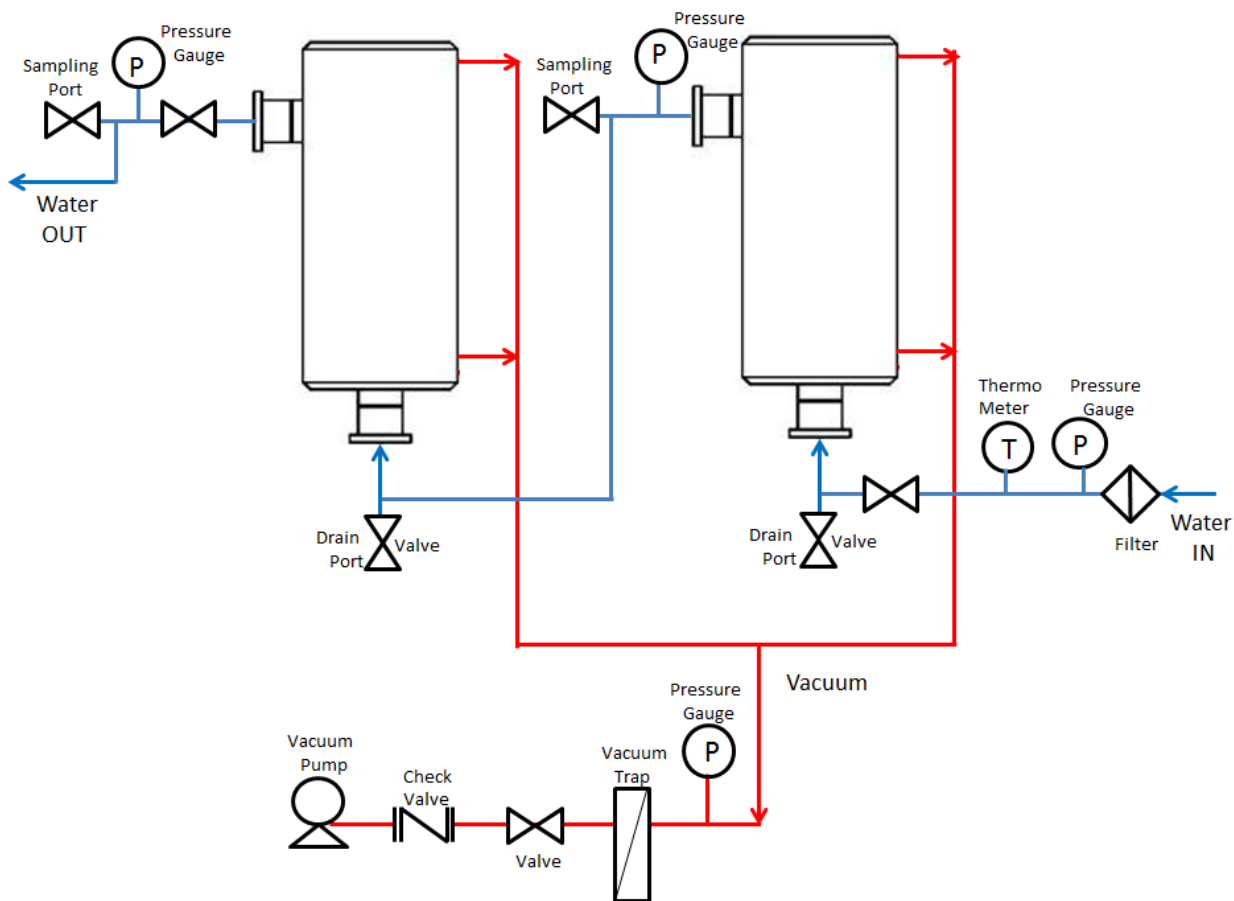 Pressure
Gauge
P
Sampling
Port
Water
OUT
Pressure
Gauge
P
Sampling
Port
Thermo
Meter
T
Pressure
Gauge
P
Drain
Port
Valve
Drain
Port
Valve
Filter
Water
IN
Vacuum
Pressure
Gauge
P
Vacuum
Pump
Check
Valve
Valve
Vacuum
Trap